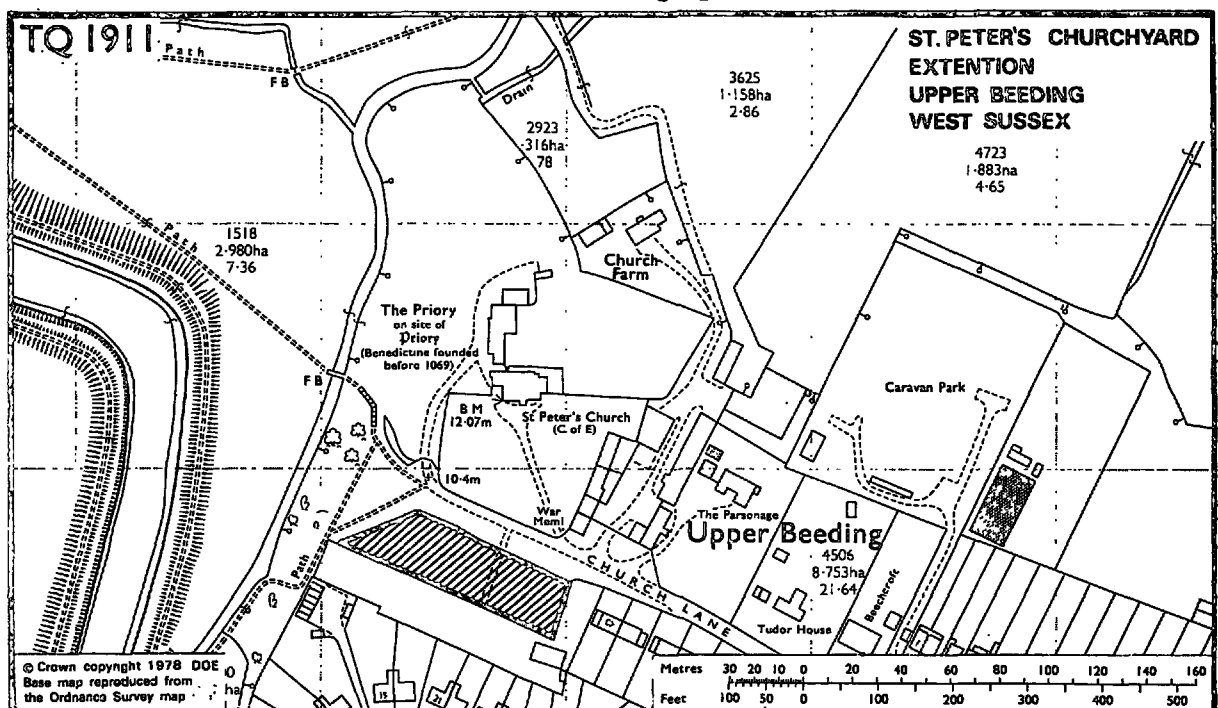 TQ 1911
ST. PETER'S CHURCHYARD
EXTENTION
UPPER BEEDING
WEST SUSSEX
Path
FB
Drain
3625
1·158ha
2·86
2923
·316ha
78
4723
1·883ha
4·65
Path
1518
2·980ha
7·36
Church
Farm
The Priory
on site of
Priory
(Benedictine founded
before 1069)
FB
Caravan Park
BM
12·07m
St Peter's Church
(C of E)
10·4m
War
Meml
The Parsonage
Upper Beeding
4506
8·753ha
21·64
CHURCH LANE
Path
Beechcroft
Tudor House
© Crown copyright 1978 DOE
Base map reproduced from
the Ordnance Survey map
ha
15
21
Metres 30 20 10 0 20 40 60 80 100 120 140 160
Feet 100 50 0 100 200 300 400 500